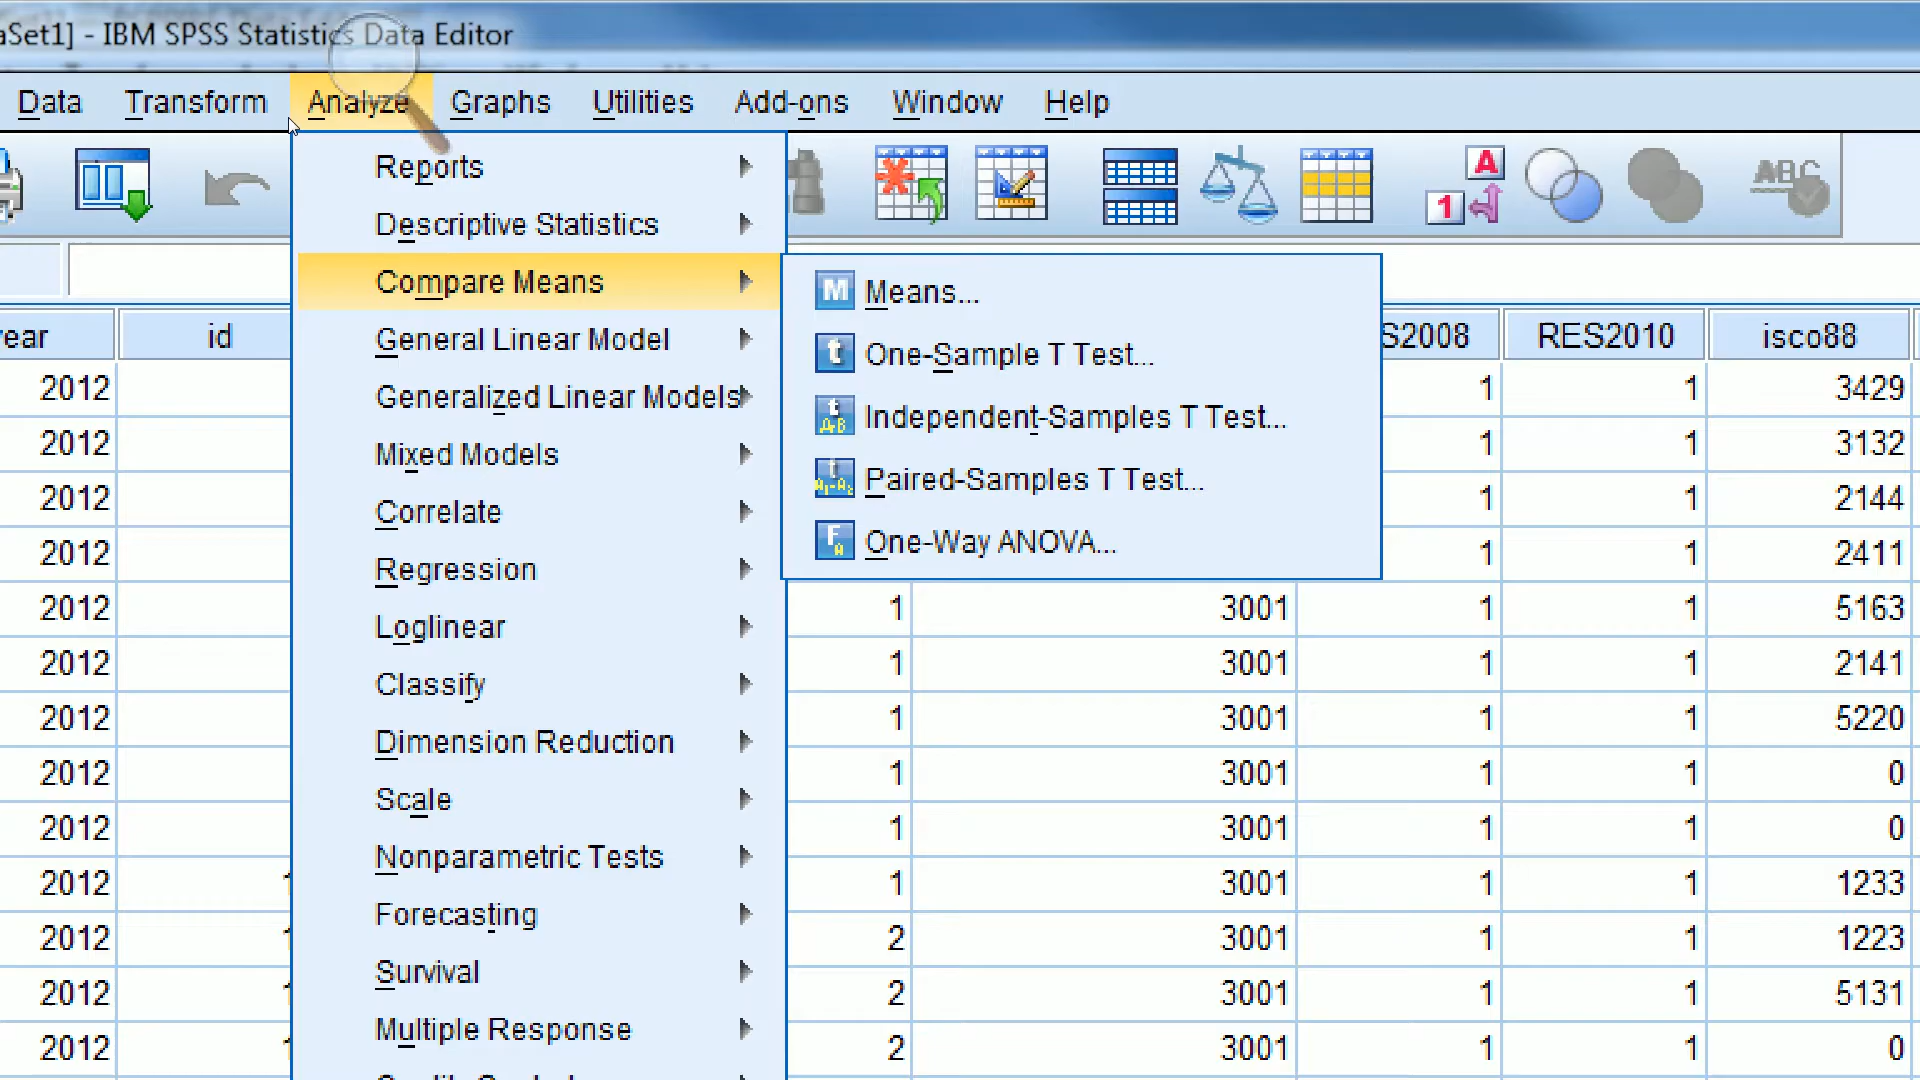 aSet1] - IBM SPSS Statistics Data Editor
Data Transform Analyze Graphs Utilities Add-ons Window Help
Reports
Descriptive Statistics
Compare Means
General Linear Model
Generalized Linear Models
Mixed Models
Correlate
Regression
Loglinear
Classify
Dimension Reduction
Scale
Nonparametric Tests
Forecasting
Survival
Multiple Response
Means...
One-Sample T Test...
Independent-Samples T Test...
Paired-Samples T Test...
One-Way ANOVA...
A
1
ABC
ear id S2008 RES2010 isco88
2012 1 1 3429
2012 1 1 3132
2012 1 1 2144
2012 1 1 2411
2012 1 3001 1 1 5163
2012 1 3001 1 1 2141
2012 1 3001 1 1 5220
2012 1 3001 1 1 0
2012 1 3001 1 1 0
2012 1 1 3001 1 1 1233
2012 1 2 3001 1 1 1223
2012 1 2 3001 1 1 5131
2012 1 2 3001 1 1 0